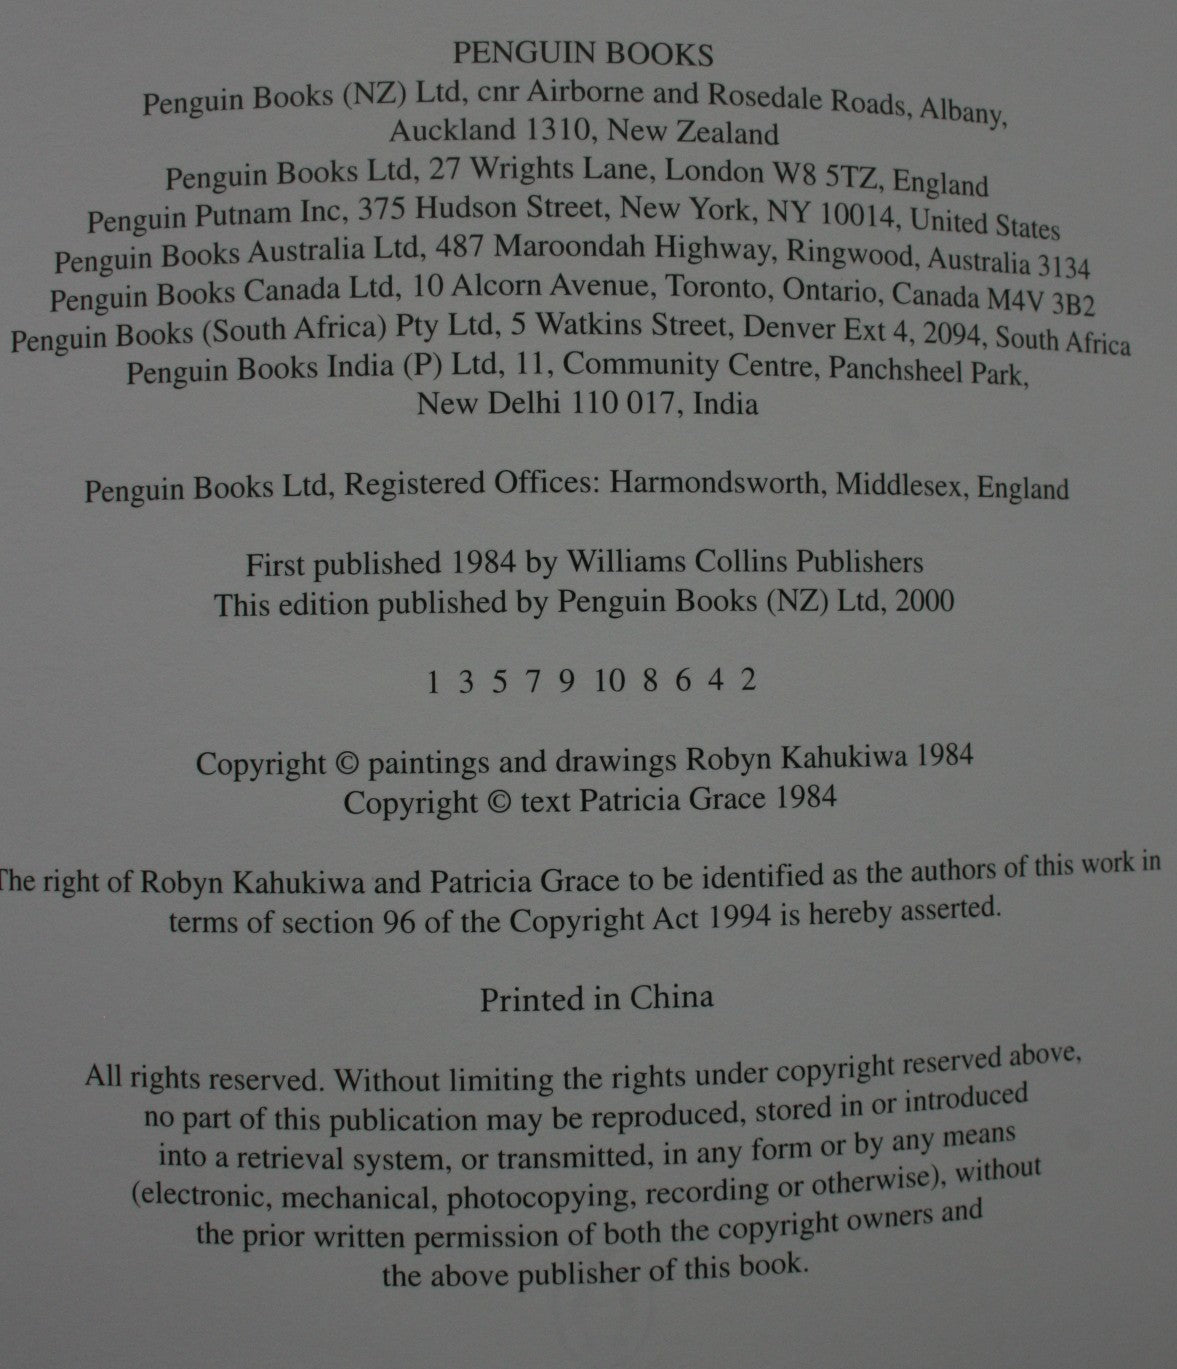 PENGUIN BOOKS
Penguin Books (NZ) Ltd, cnr Airborne and Rosedale Roads, Albany,
Auckland 1310, New Zealand
Penguin Books Ltd, 27 Wrights Lane, London W8 5TZ, England
Penguin Putnam Inc, 375 Hudson Street, New York, NY 10014, United States
Penguin Books Australia Ltd, 487 Maroondah Highway, Ringwood, Australia 3134
Penguin Books Canada Ltd, 10 Alcorn Avenue, Toronto, Ontario, Canada M4V 3B2
Penguin Books (South Africa) Pty Ltd, 5 Watkins Street, Denver Ext 4, 2094, South Africa
Penguin Books India (P) Ltd, 11, Community Centre, Panchsheel Park,
New Delhi 110 017, India
Penguin Books Ltd, Registered Offices: Harmondsworth, Middlesex, England
First published 1984 by Williams Collins Publishers
This edition published by Penguin Books (NZ) Ltd, 2000
1 3 5 7 9 10 8 6 4 2
Copyright © paintings and drawings Robyn Kahukiwa 1984
Copyright © text Patricia Grace 1984
The right of Robyn Kahukiwa and Patricia Grace to be identified as the authors of this work in
terms of section 96 of the Copyright Act 1994 is hereby asserted.
Printed in China
All rights reserved. Without limiting the rights under copyright reserved above,
no part of this publication may be reproduced, stored in or introduced
into a retrieval system, or transmitted, in any form or by any means
(electronic, mechanical, photocopying, recording or otherwise), without
the prior written permission of both the copyright owners and
the above publisher of this book.